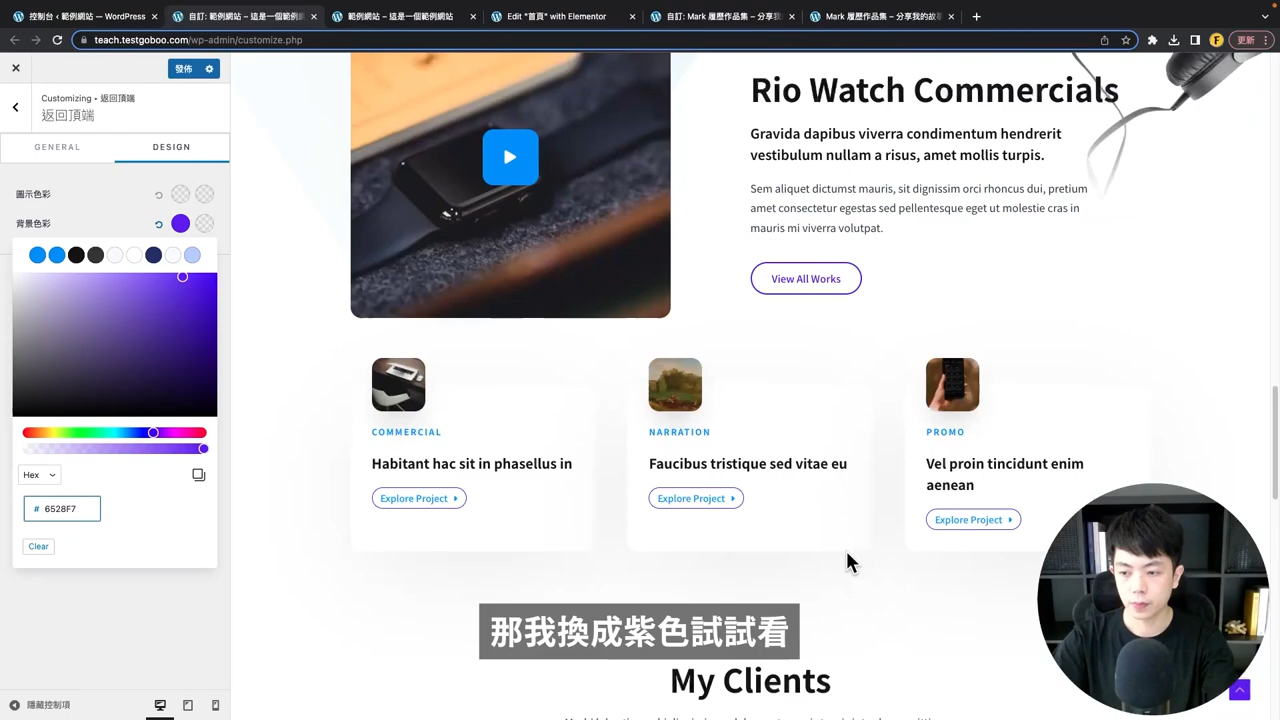 控制台 ‹ 範例網站 — WordPress
自訂: 範例網站 – 這是一個範例網
範例網站 – 這是一個範例網站
Edit "首頁" with Elementor
自訂: Mark 履歷作品集 – 分享我
Mark 履歷作品集 – 分享我的故事
teach.testgoboo.com/wp-admin/customize.php
F
更新
發佈
Customizing • 返回頂端
返回頂端
GENERAL
DESIGN
圖示色彩
背景色彩
Hex
# 6528F7
Clear
隱藏控制項
Rio Watch Commercials
Gravida dapibus viverra condimentum hendrerit
vestibulum nullam a risus, amet mollis turpis.
Sem aliquet dictumst mauris, sit dignissim orci rhoncus dui, pretium
amet consectetur egestas sed pellentesque eget ut molestie cras in
mauris mi viverra volutpat.
View All Works
COMMERCIAL
Habitant hac sit in phasellus in
Explore Project
NARRATION
Faucibus tristique sed vitae eu
Explore Project
PROMO
Vel proin tincidunt enim
aenean
Explore Project
那我換成紫色試試看
My Clients